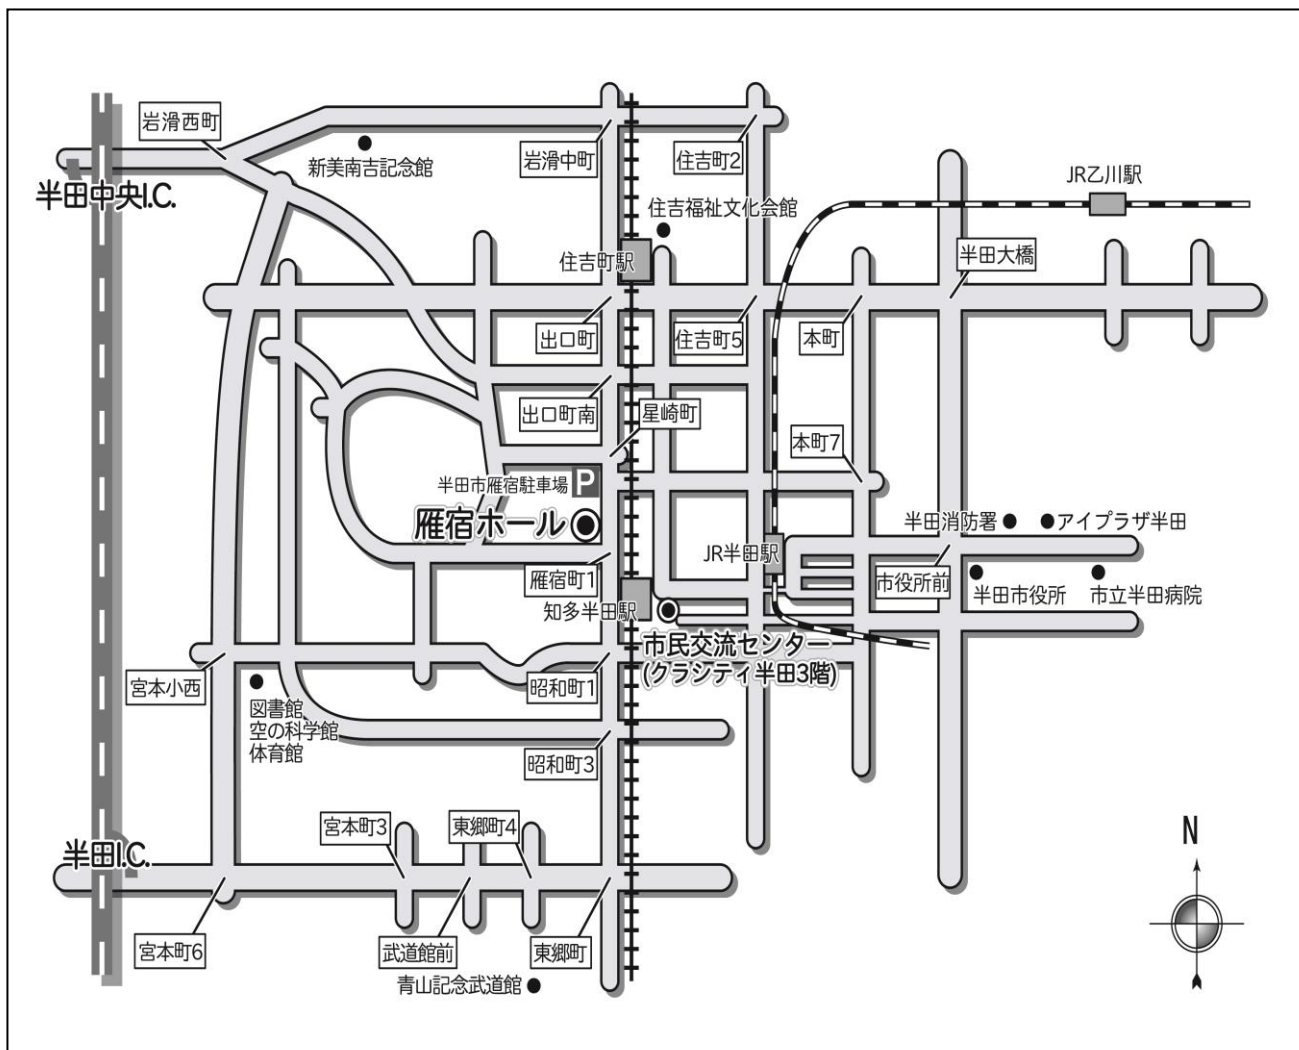 岩滑西町
新美南吉記念館
岩滑中町
住吉町2
JR乙川駅
半田中央I.C.
住吉福祉文化会館
住吉町駅
半田大橋
出口町
住吉町5
本町
出口町南
星崎町
本町7
半田市雁宿駐車場
P
雁宿ホール
半田消防署
アイプラザ半田
JR半田駅
雁宿町1
市役所前
半田市役所
市立半田病院
知多半田駅
市民交流センター
(クラシティ半田3階)
宮本小西
昭和町1
図書館
空の科学館
体育館
昭和町3
宮本町3
東郷町4
半田I.C.
宮本町6
武道館前
東郷町
青山記念武道館
N